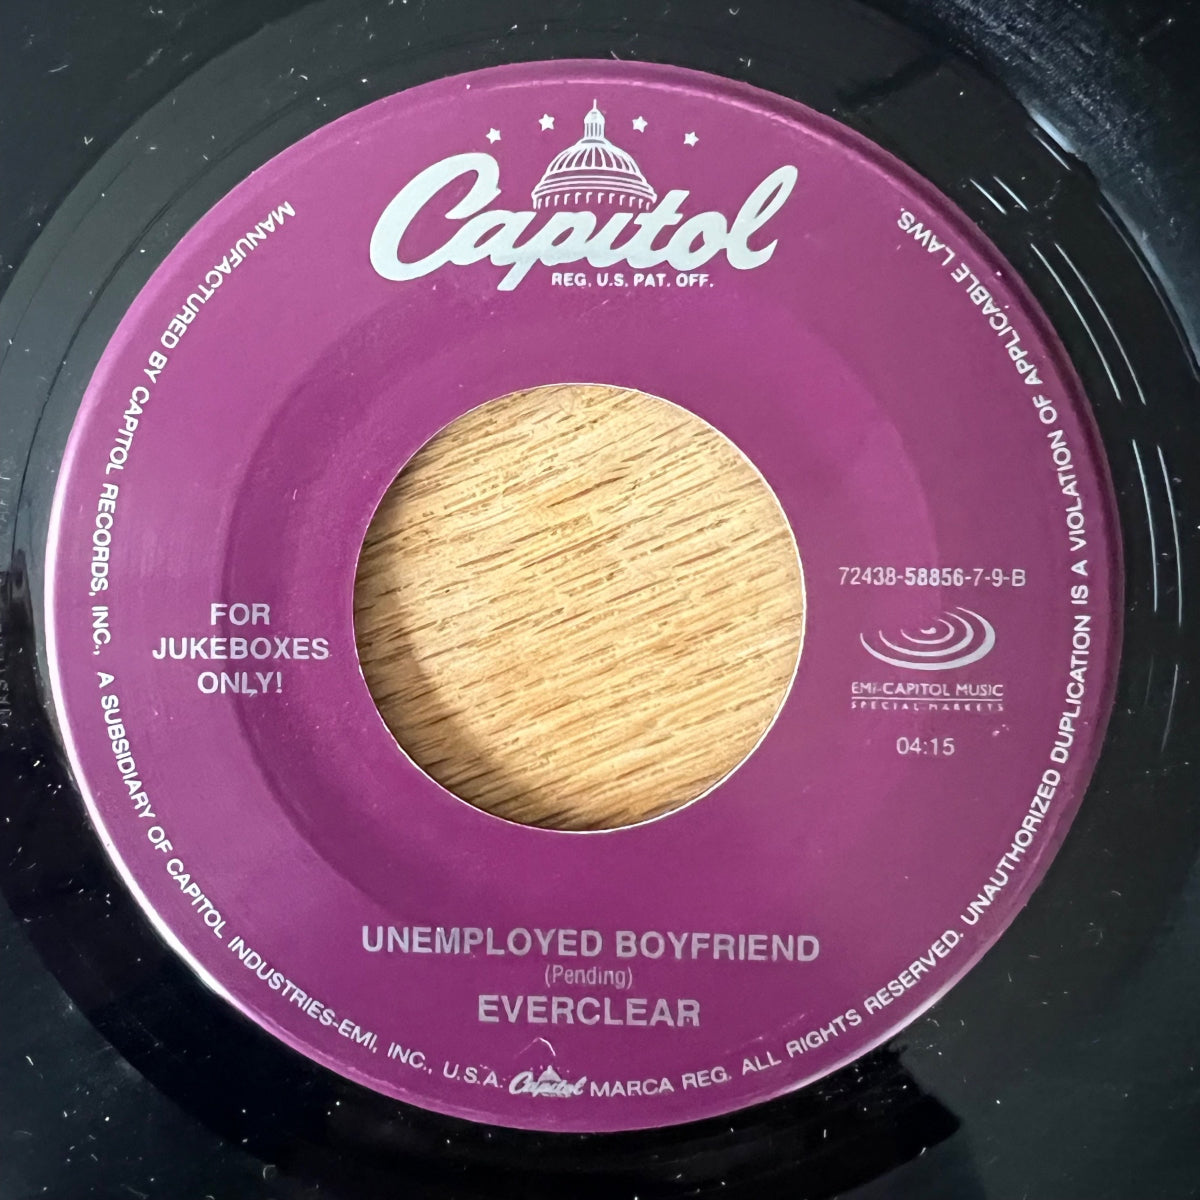 Capitol
REG. U.S. PAT. OFF.
72438-58856-7-9-B
FOR
JUKEBOXES
ONLY!
EMI-CAPITOL MUSIC
SPECIAL MARKETS
04:15
UNEMPLOYED BOYFRIEND
(Pending)
EVERCLEAR
MANUFACTURED BY CAPITOL RECORDS, INC., A SUBSIDIARY OF CAPITOL INDUSTRIES-EMI, INC., U.S.A. Capitol MARCA REG. ALL RIGHTS RESERVED. UNAUTHORIZED DUPLICATION IS A VIOLATION OF APPLICABLE LAWS.